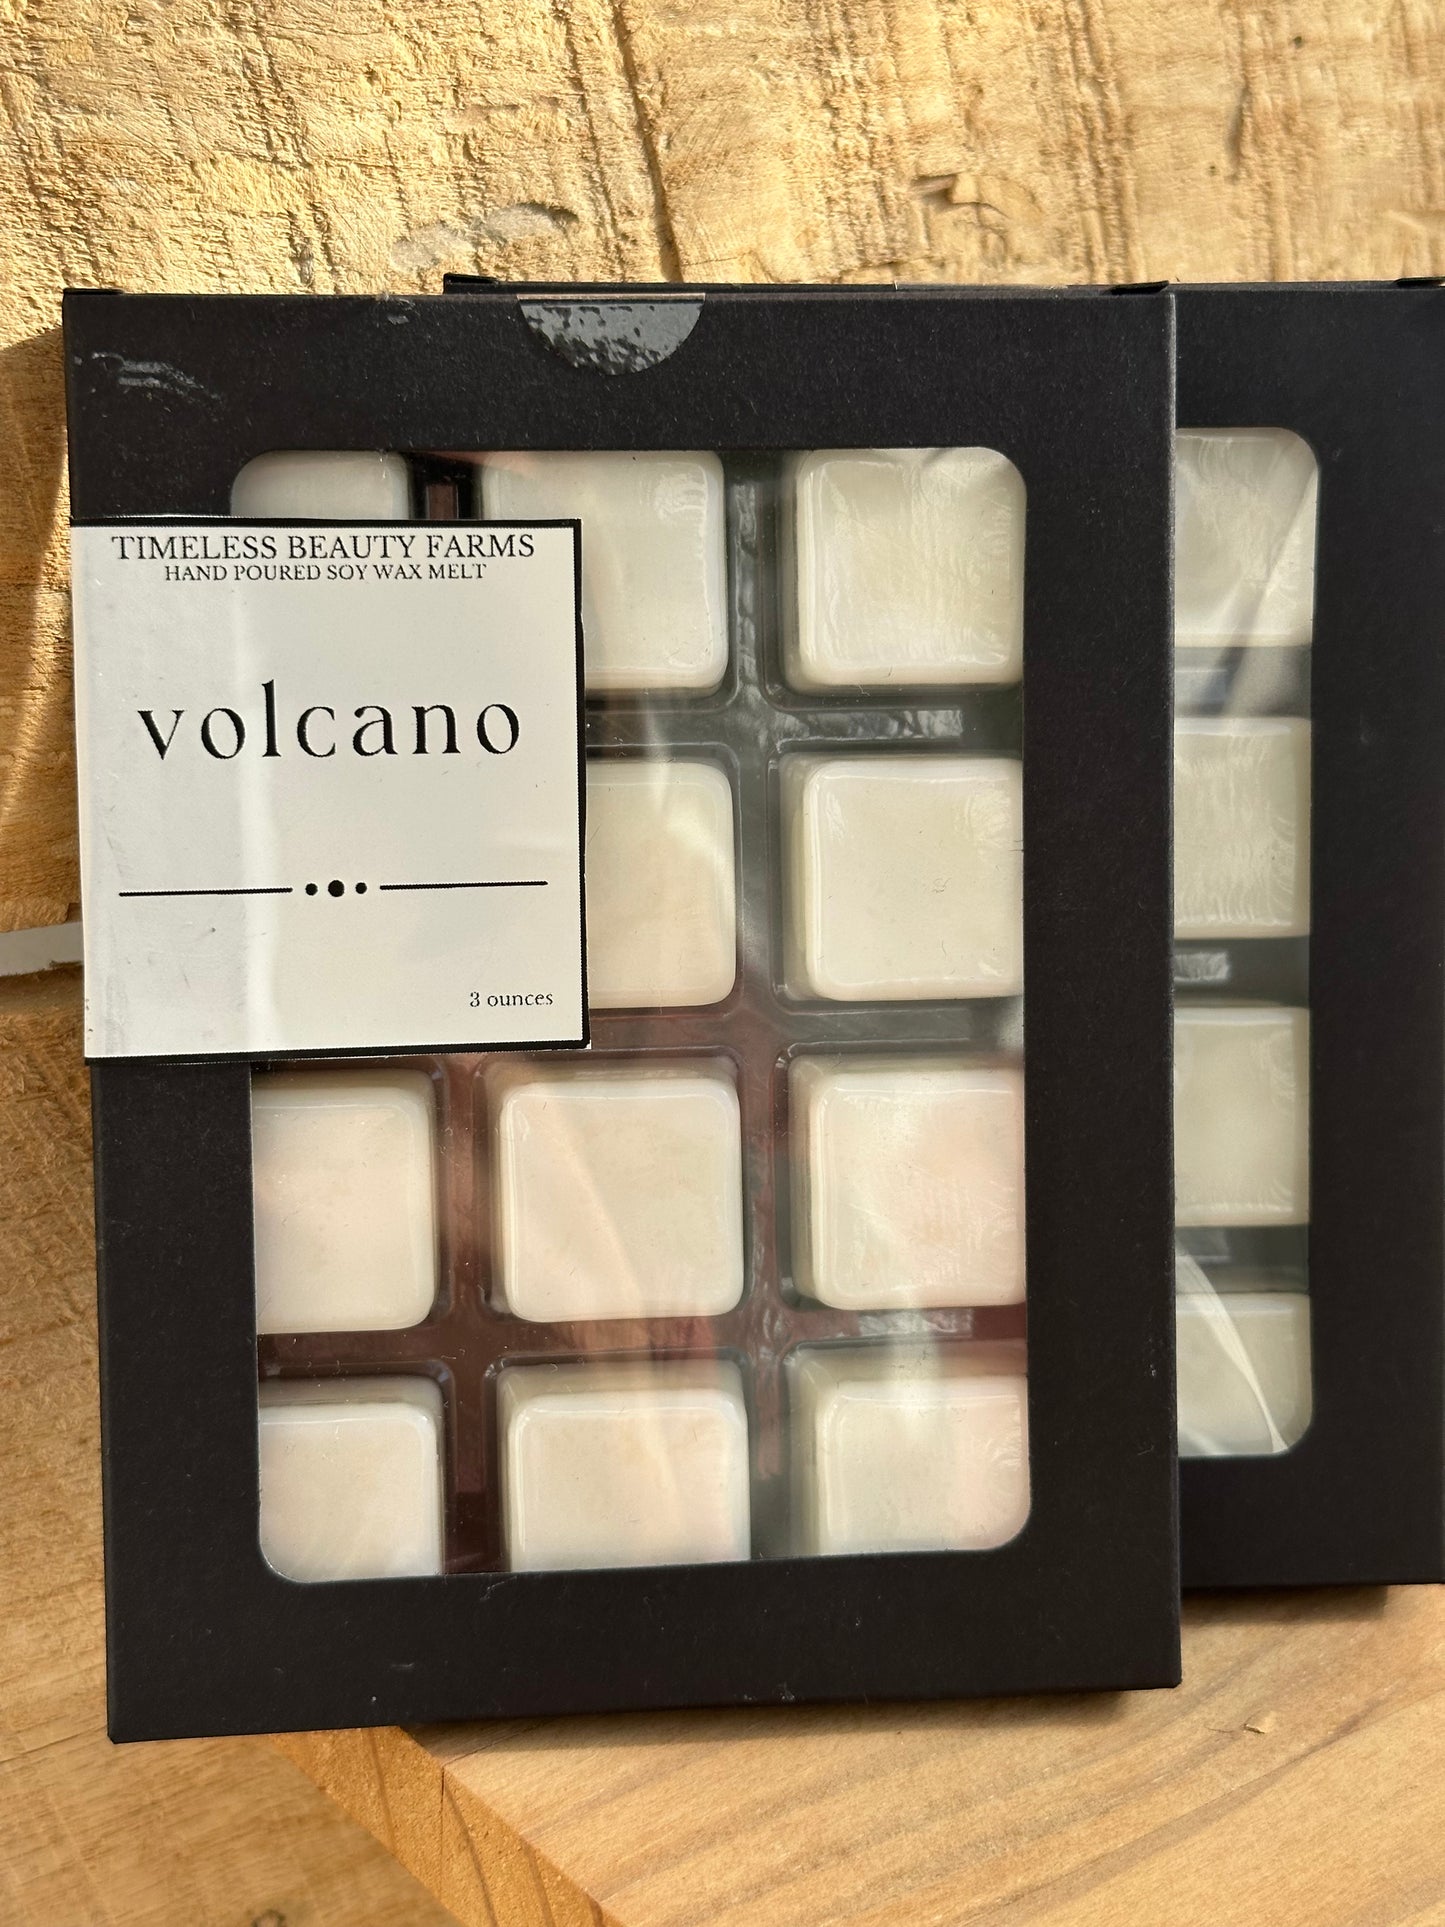 TIMELESS BEAUTY FARMS
HAND POURED SOY WAX MELT
volcano
3 ounces